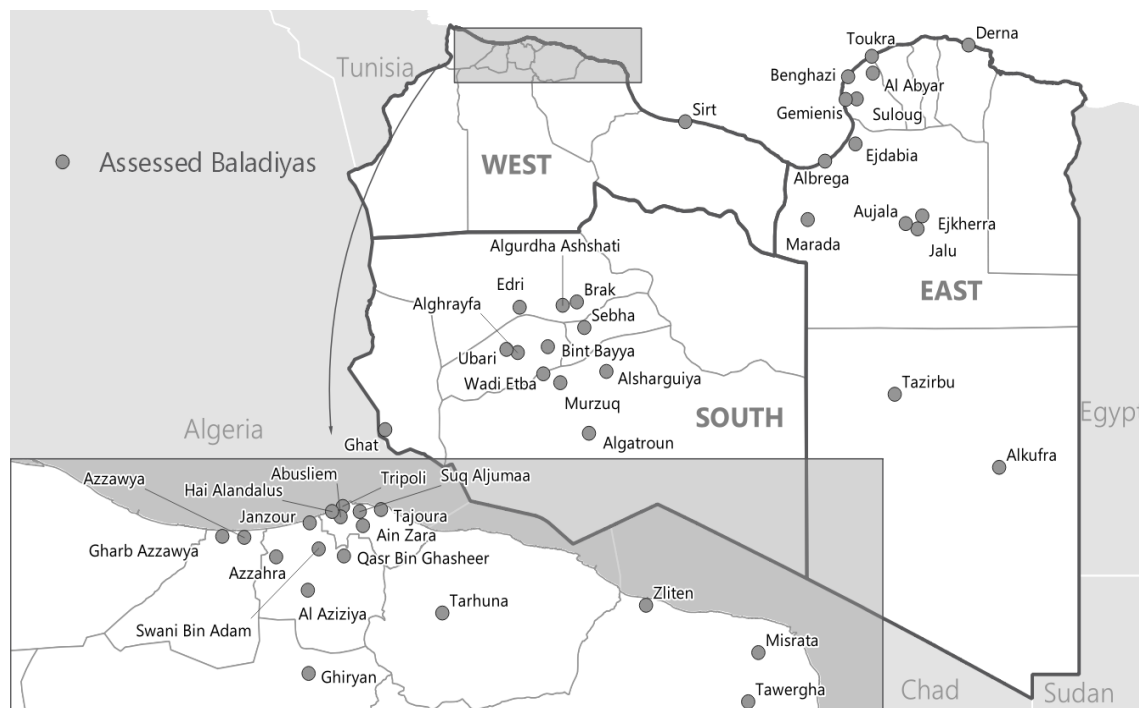 Derna
Toukra
Tunisia
Benghazi
Al Abyar
Gemienis
Suloug
Sirt
Assessed Baladiyas
WEST
Ejdabia
Albrega
Aujala
Ejkherra
Marada
Jalu
Algurdha Ashshati
EAST
Edri
Brak
Alghrayfa
Sebha
Ubari
Bint Bayya
Wadi Etba
Alsharguiya
Tazirbu
Murzuq
SOUTH
Egypt
Algeria
Ghat
Algatroun
Alkufra
Azzawya
Abusliem
Tripoli
Suq Aljumaa
Hai Alandalus
Janzour
Tajoura
Ain Zara
Gharb Azzawya
Qasr Bin Ghasheer
Azzahra
Zliten
Tarhuna
Al Aziziya
Swani Bin Adam
Misrata
Ghiryan
Tawergha
Chad
Sudan